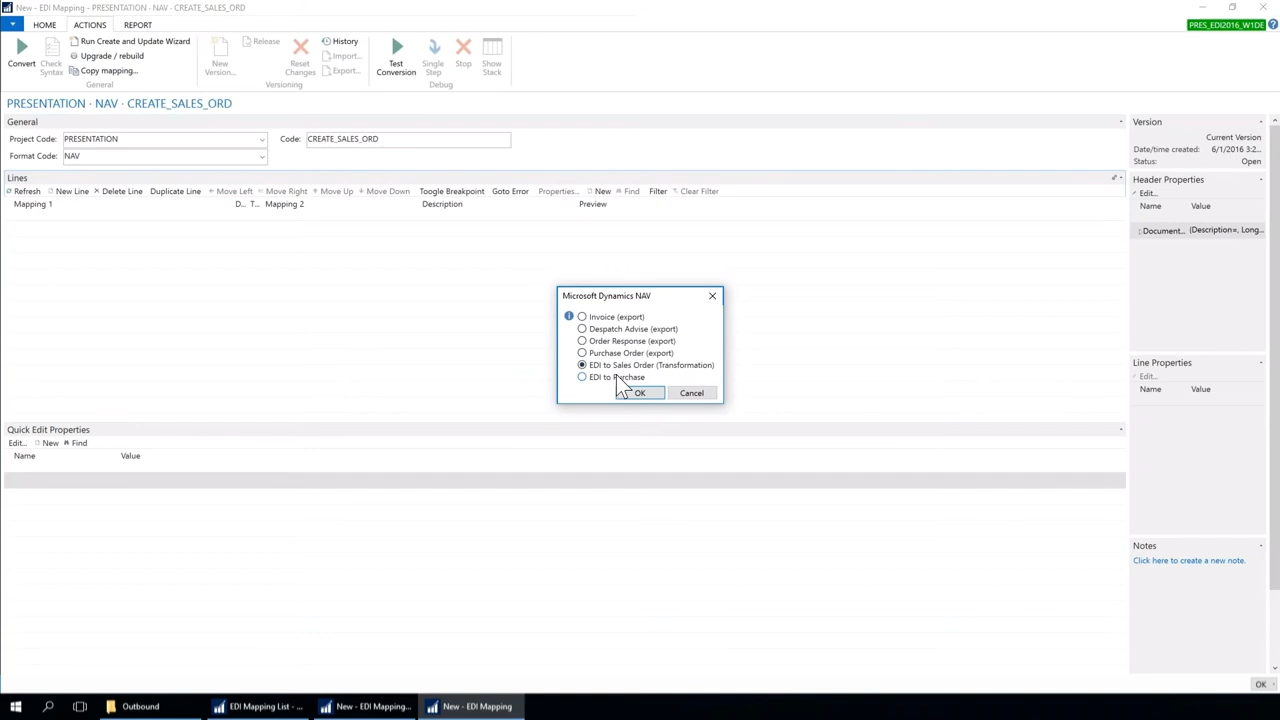 New - EDI Mapping - PRESENTATION · NAV · CREATE_SALES_ORD
HOME ACTIONS REPORT
PRES_EDI2016_W1DE
Convert
Check Syntax
Run Create and Update Wizard
Upgrade / rebuild
Copy mapping...
General
New Version...
Release
Reset Changes
History
Import...
Export...
Versioning
Test Conversion
Single Step
Stop
Show Stack
Debug
PRESENTATION · NAV · CREATE_SALES_ORD
General
Project Code: PRESENTATION
Code: CREATE_SALES_ORD
Format Code: NAV
Lines
Refresh New Line Delete Line Duplicate Line Move Left Move Right Move Up Move Down Toggle Breakpoint Goto Error Properties... New Find Filter Clear Filter
Mapping 1 D... T... Mapping 2 Description Preview
Microsoft Dynamics NAV
Invoice (export)
Despatch Advise (export)
Order Response (export)
Purchase Order (export)
EDI to Sales Order (Transformation)
EDI to Purchase
OK Cancel
Quick Edit Properties
Edit... New Find
Name Value
Version
Current Version
Date/time created: 6/1/2016 3:2...
Status: Open
Header Properties
Edit...
Name Value
Document... (Description=, Long...
Line Properties
Edit...
Name Value
Notes
Click here to create a new note.
OK
Outbound
EDI Mapping List - ...
New - EDI Mapping...
New - EDI Mapping